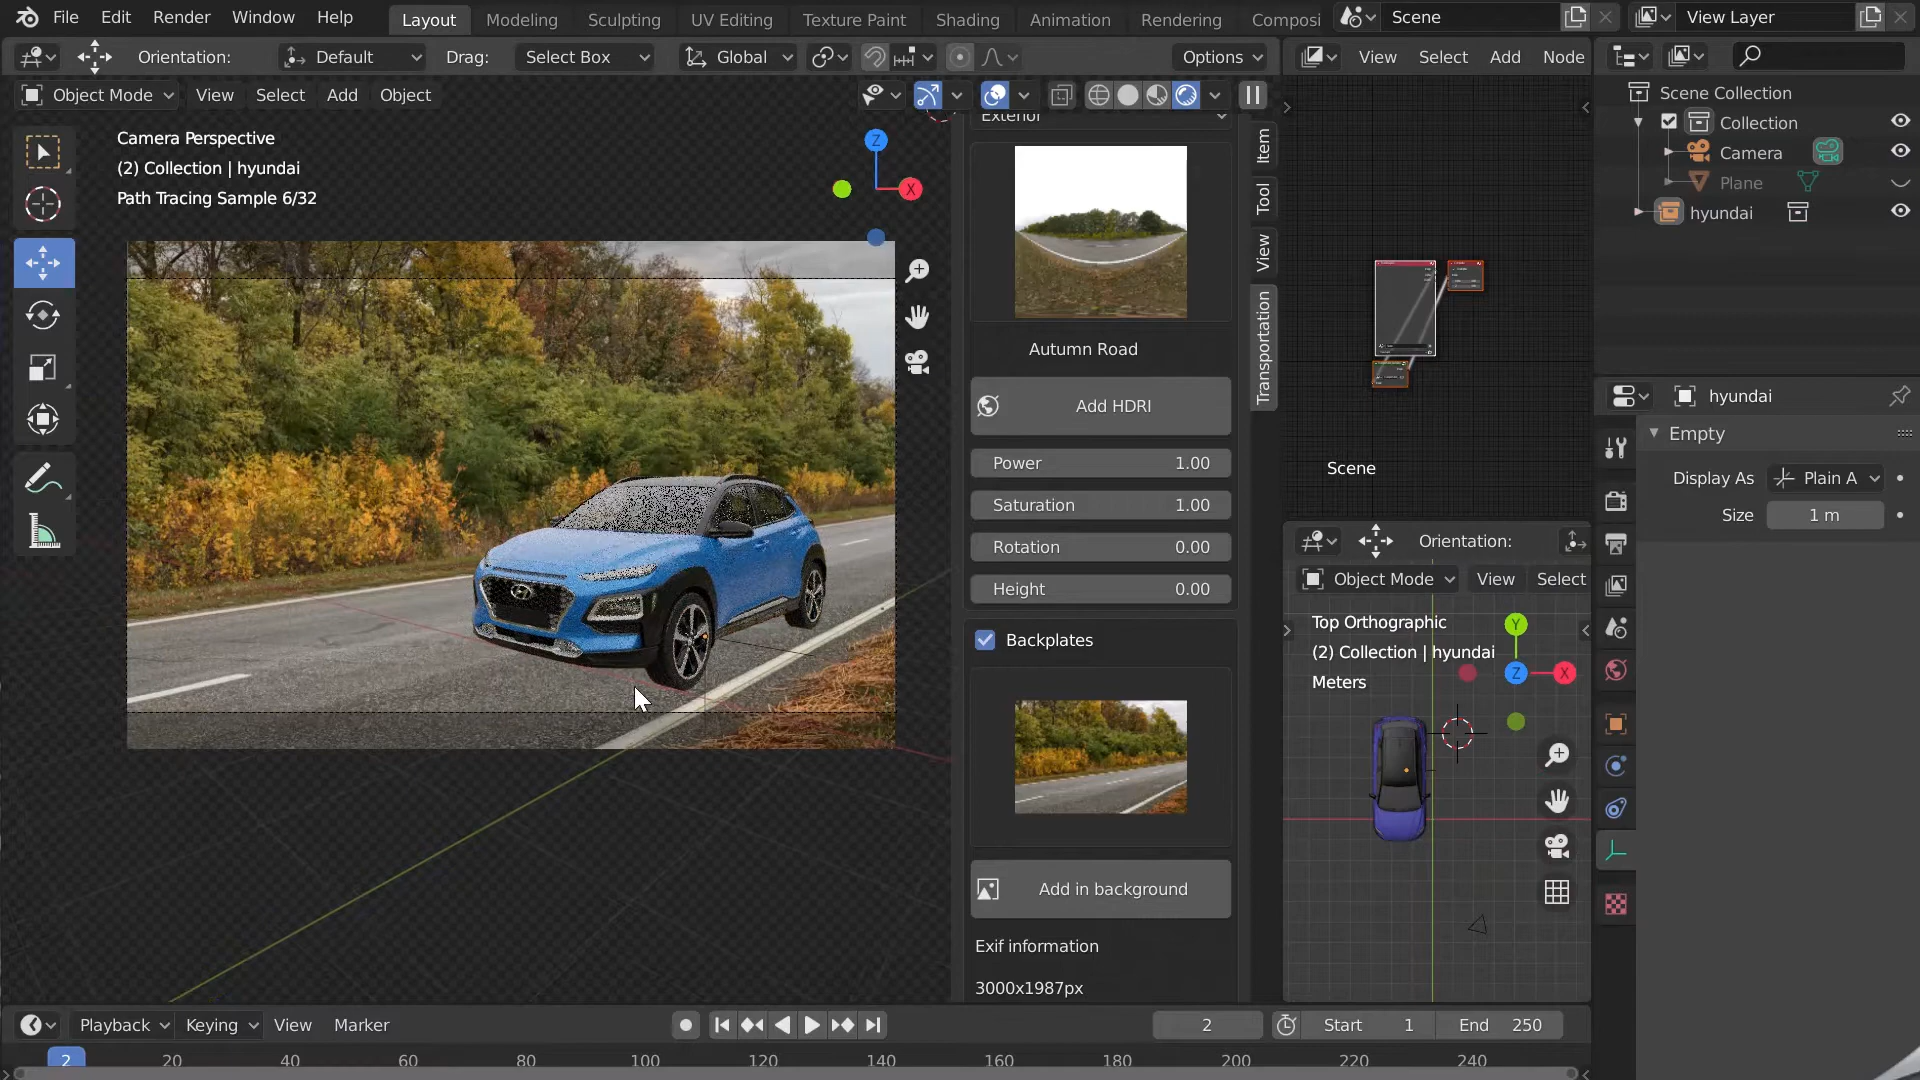 File Edit Render Window Help
Layout Modeling Sculpting UV Editing Texture Paint Shading Animation Rendering Composi
Scene
View Layer
Orientation: Default Drag: Select Box Global Options
View Select Add Node
Object Mode View Select Add Object
Camera Perspective
(2) Collection | hyundai
Path Tracing Sample 6/32
Z
X
Exterior
Autumn Road
Add HDRI
Power 1.00
Saturation 1.00
Rotation 0.00
Height 0.00
Backplates
Add in background
Exif information
3000x1987px
Item
Tool
View
Transportation
Scene
Orientation:
Object Mode View Select
Top Orthographic
(2) Collection | hyundai
Meters
Y
Z
X
Scene Collection
Collection
Camera
Plane
hyundai
hyundai
Empty
Display As Plain A
Size 1 m
Playback Keying View Marker
2
Start 1
End 250
2 20 40 60 80 100 120 140 160 180 200 220 240